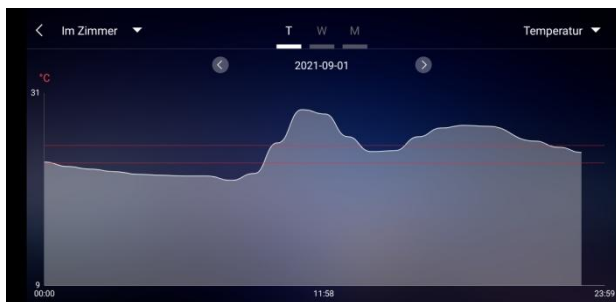 Im Zimmer
T W M
Temperatur
2021-09-01
°C
31
9
00:00 11:58 23:59